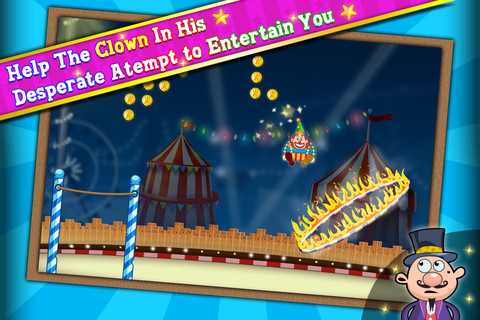 Help The Clown In His
Desperate Atempt to Entertain You